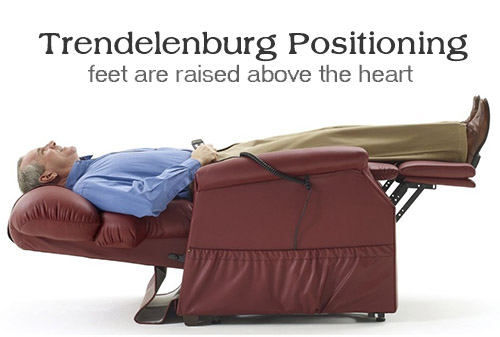 Trendelenburg Positioning
feet are raised above the heart